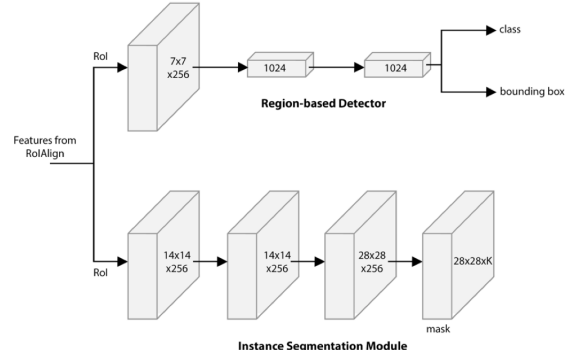 RoI
7x7
x256
1024
1024
class
bounding box
Region-based Detector
Features from
RoIAlign
RoI
14x14
x256
14x14
x256
28x28
x256
28x28xK
mask
Instance Segmentation Module